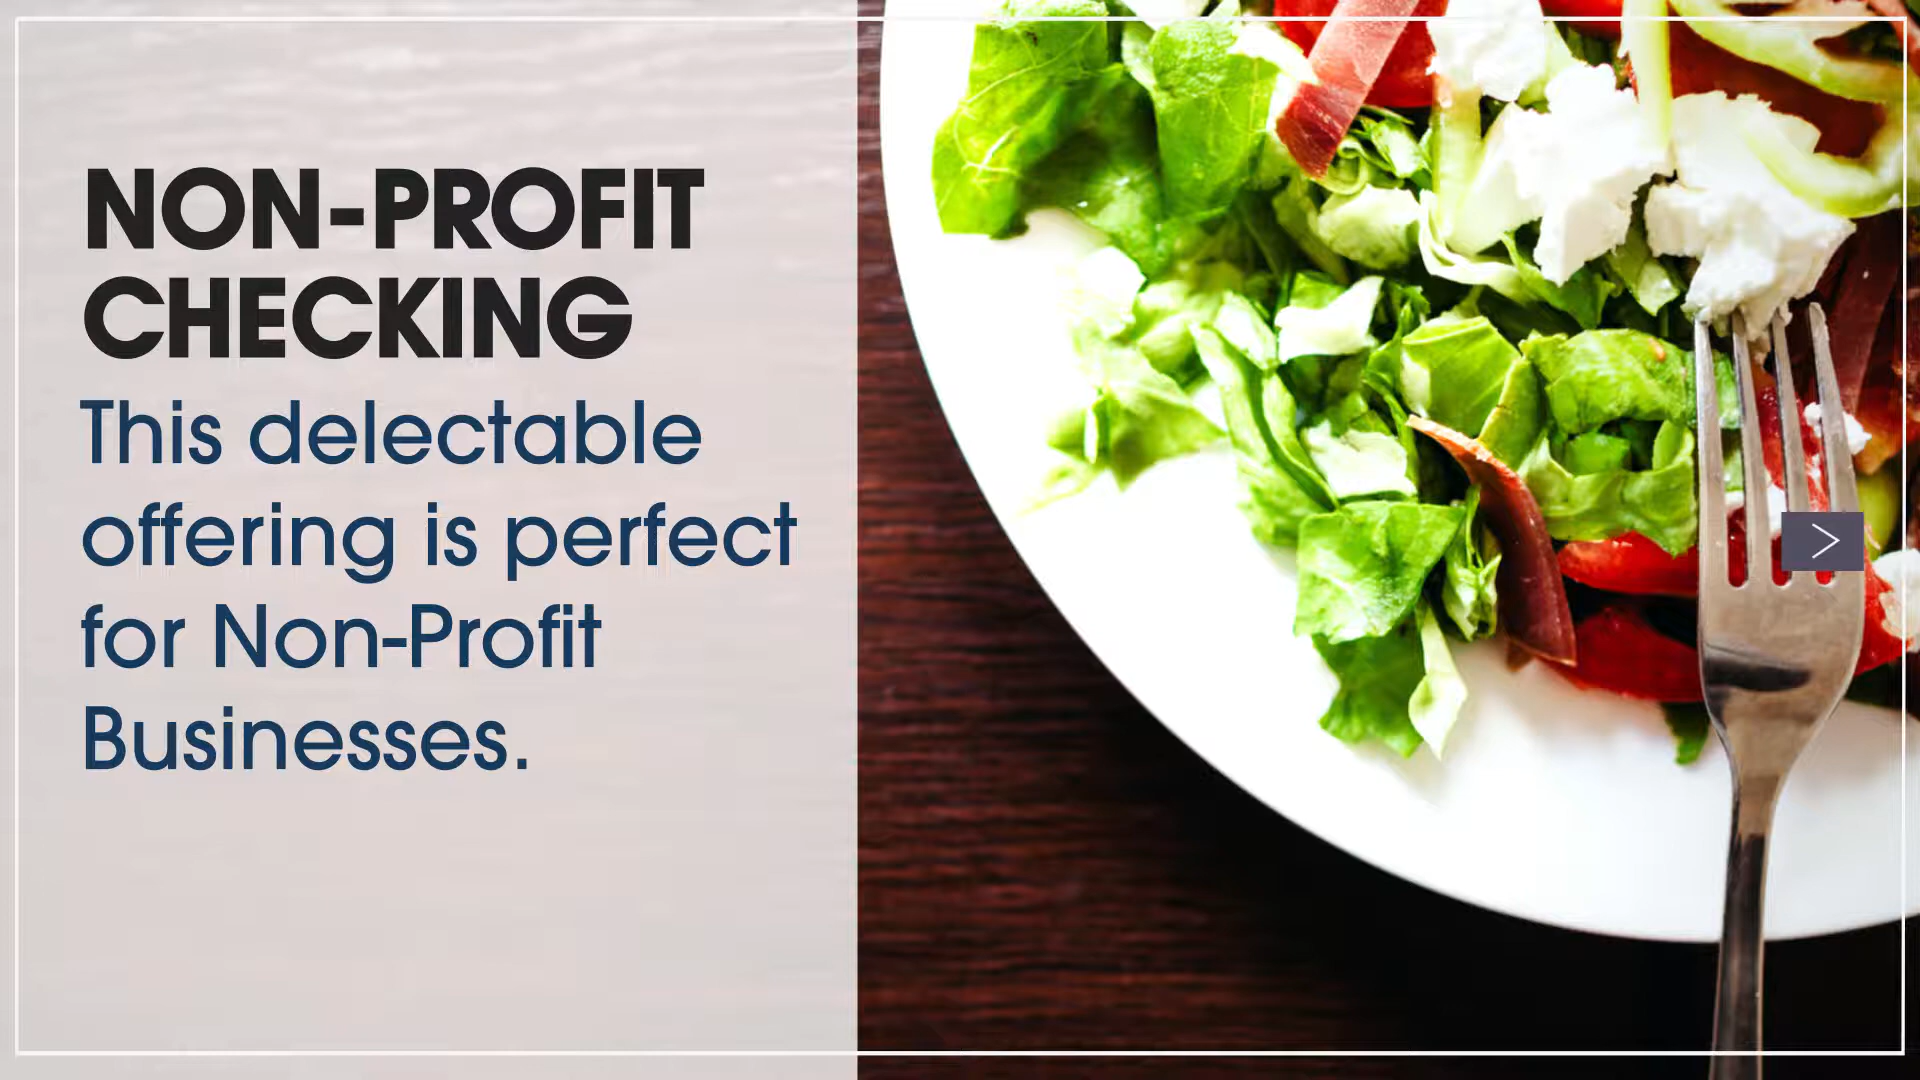 NON-PROFIT
CHECKING
This delectable
offering is perfect
for Non-Profit
Businesses.